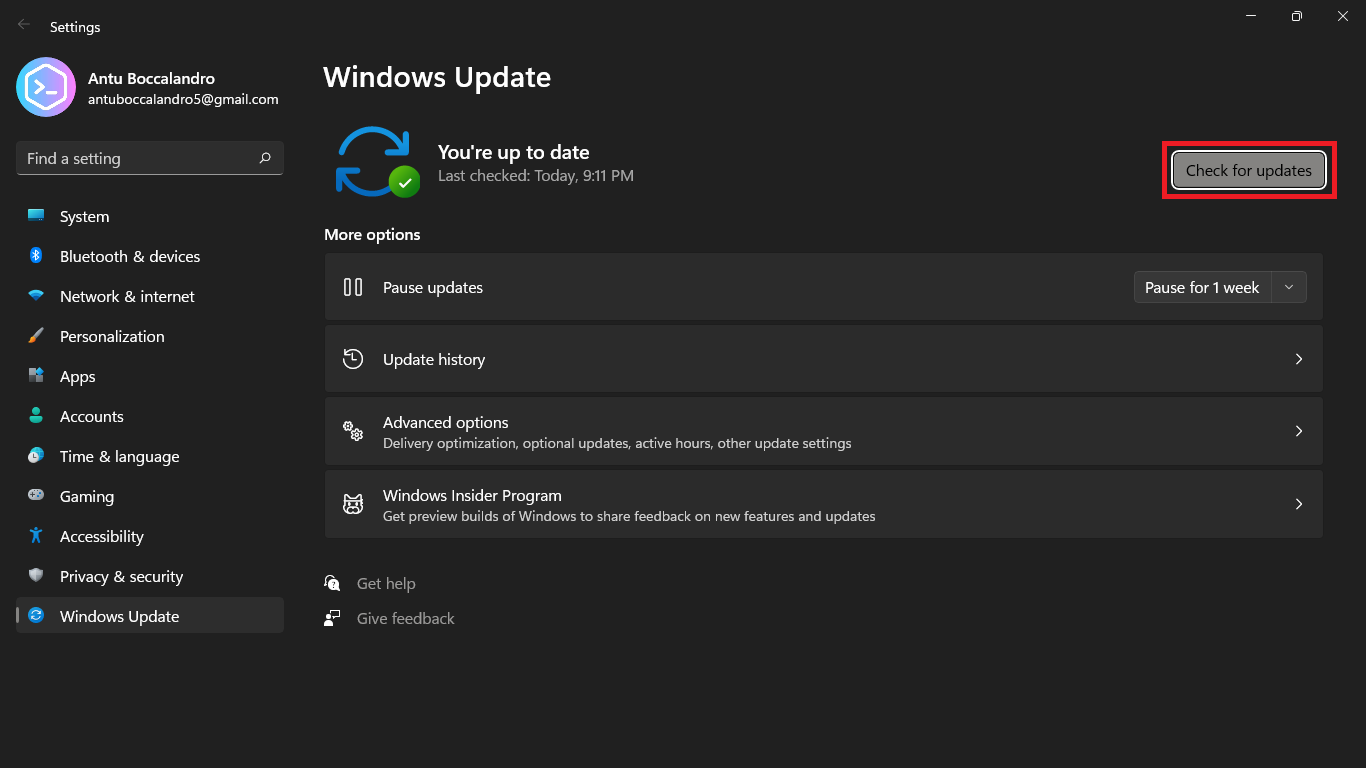 Settings
Antu Boccalandro
antuboccalandro5@gmail.com
Find a setting
System
Bluetooth & devices
Network & internet
Personalization
Apps
Accounts
Time & language
Gaming
Accessibility
Privacy & security
Windows Update
Windows Update
You're up to date
Last checked: Today, 9:11 PM
Check for updates
More options
Pause updates
Pause for 1 week
Update history
Advanced options
Delivery optimization, optional updates, active hours, other update settings
Windows Insider Program
Get preview builds of Windows to share feedback on new features and updates
Get help
Give feedback